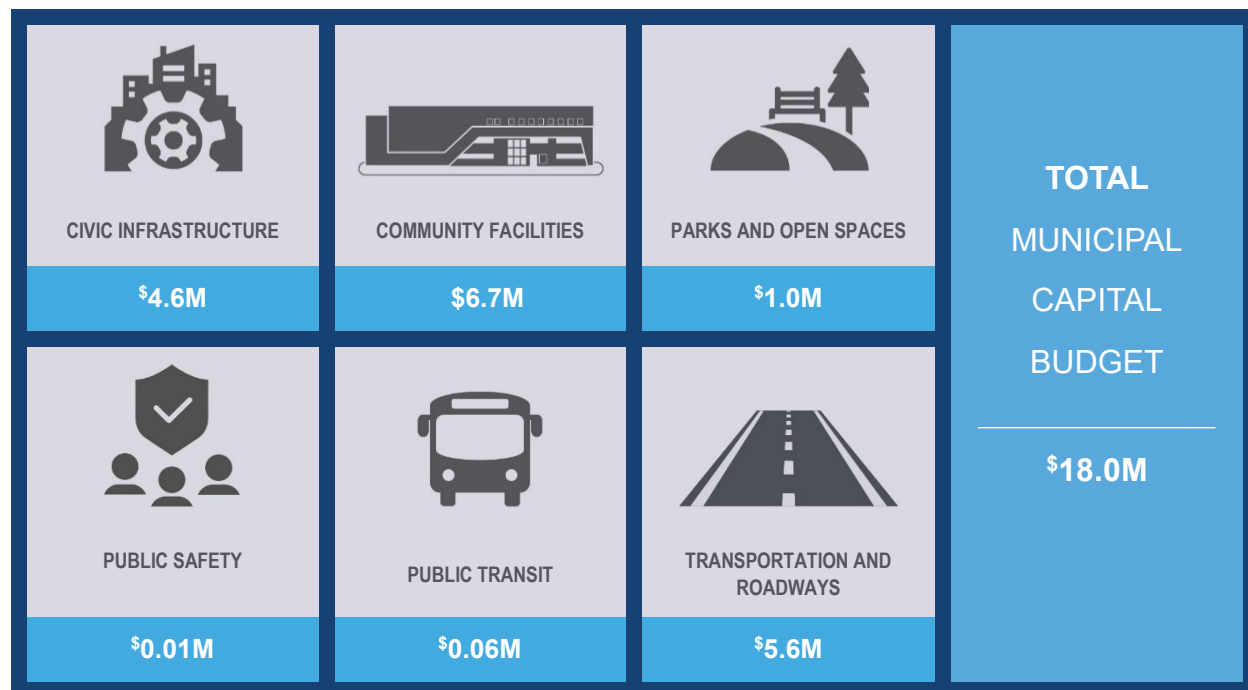 CIVIC INFRASTRUCTURE
$4.6M
COMMUNITY FACILITIES
$6.7M
PARKS AND OPEN SPACES
$1.0M
PUBLIC SAFETY
$0.01M
PUBLIC TRANSIT
$0.06M
TRANSPORTATION AND
ROADWAYS
$5.6M
TOTAL
MUNICIPAL
CAPITAL
BUDGET
$18.0M